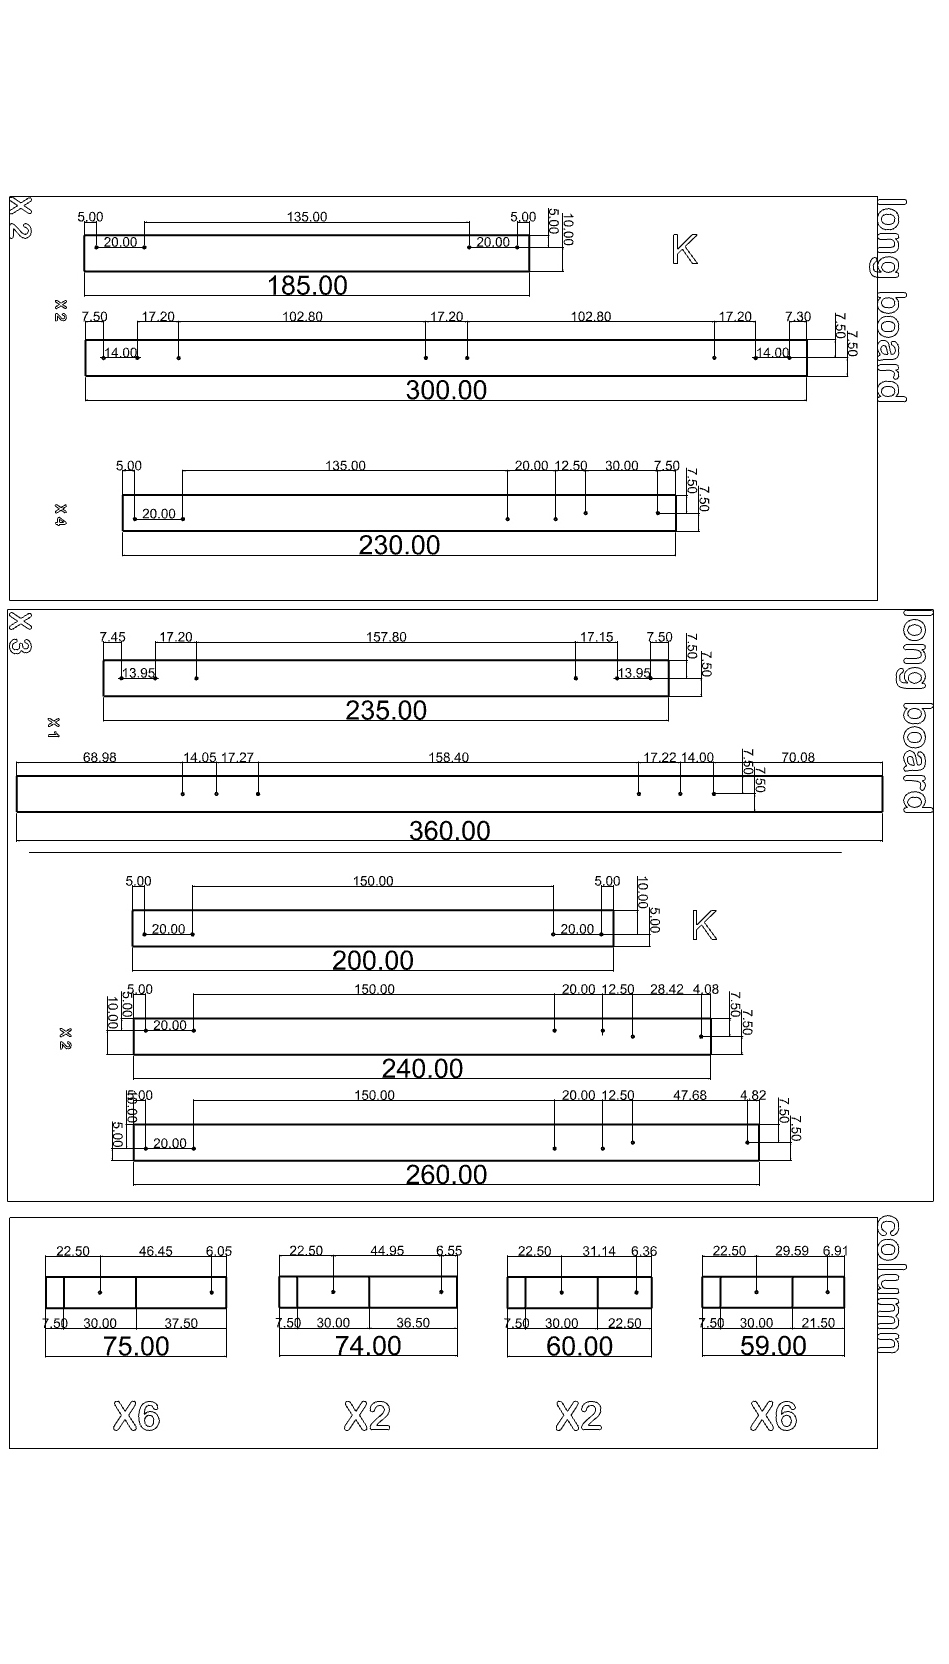 X 2
long board
5.00 135.00 5.00 5.00 10.00
20.00 20.00
K
185.00
X 2
7.50 17.20 102.80 17.20 102.80 17.20 7.30 7.50 7.50
14.00 14.00
300.00
5.00 135.00 20.00 12.50 30.00 7.50 7.50 7.50
X 4
20.00
230.00
X 3
long board
7.45 17.20 157.80 17.15 7.50 7.50 7.50
13.95 13.95
235.00
X 1
68.98 14.05 17.27 158.40 17.22 14.00 7.50 7.50 70.08
360.00
5.00 150.00 5.00 10.00 5.00
20.00 20.00
K
200.00
10.00 5.00 5.00 150.00 20.00 12.50 28.42 4.08 7.50 7.50
20.00
X 2
240.00
5.00 150.00 20.00 12.50 47.68 4.82 7.50 7.50
5.00 20.00
260.00
column
22.50 46.45 6.05 22.50 44.95 6.55 22.50 31.14 6.36 22.50 29.59 6.91
7.50 30.00 37.50 7.50 30.00 36.50 7.50 30.00 22.50 7.50 30.00 21.50
75.00 74.00 60.00 59.00
X6 X2 X2 X6